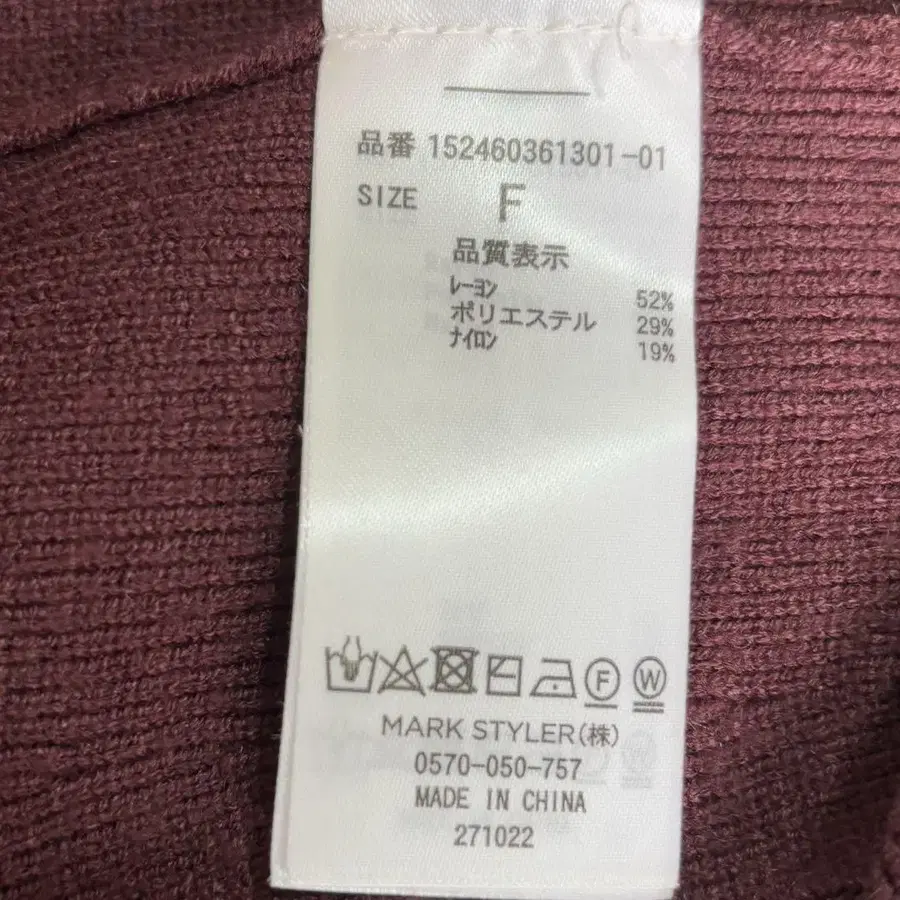 品番 152460361301-01
SIZE F
品質表示
レーヨン 52%
ポリエステル 29%
ナイロン 19%
F W
MARK STYLER(株)
0570-050-757
MADE IN CHINA
271022